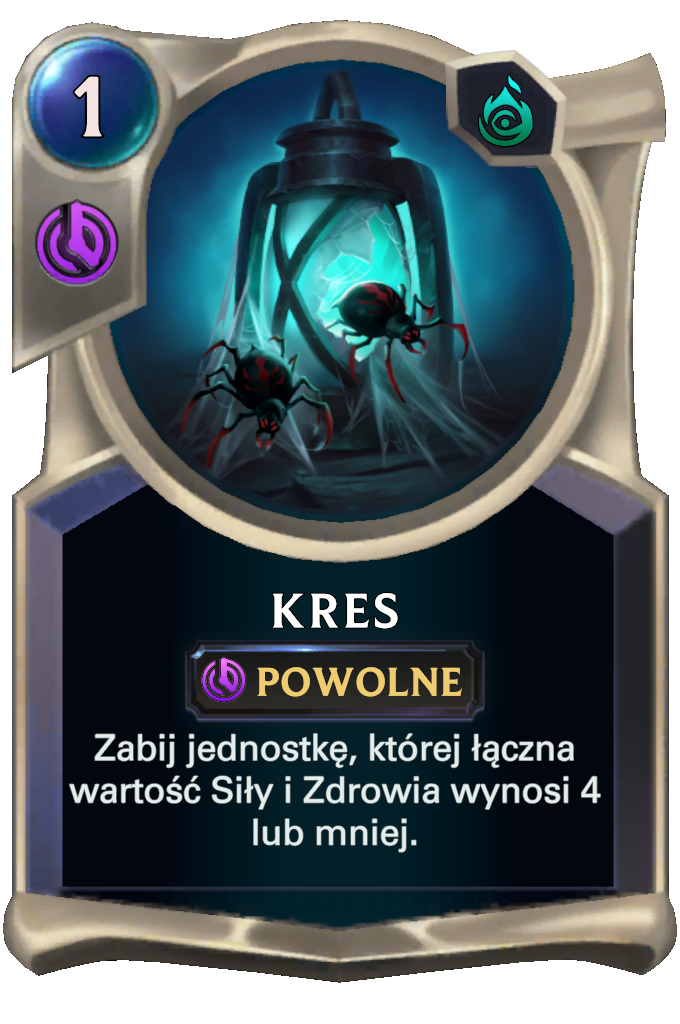 1
KRES
POWOLNE
Zabij jednostkę, której łączna
wartość Siły i Zdrowia wynosi 4
lub mniej.